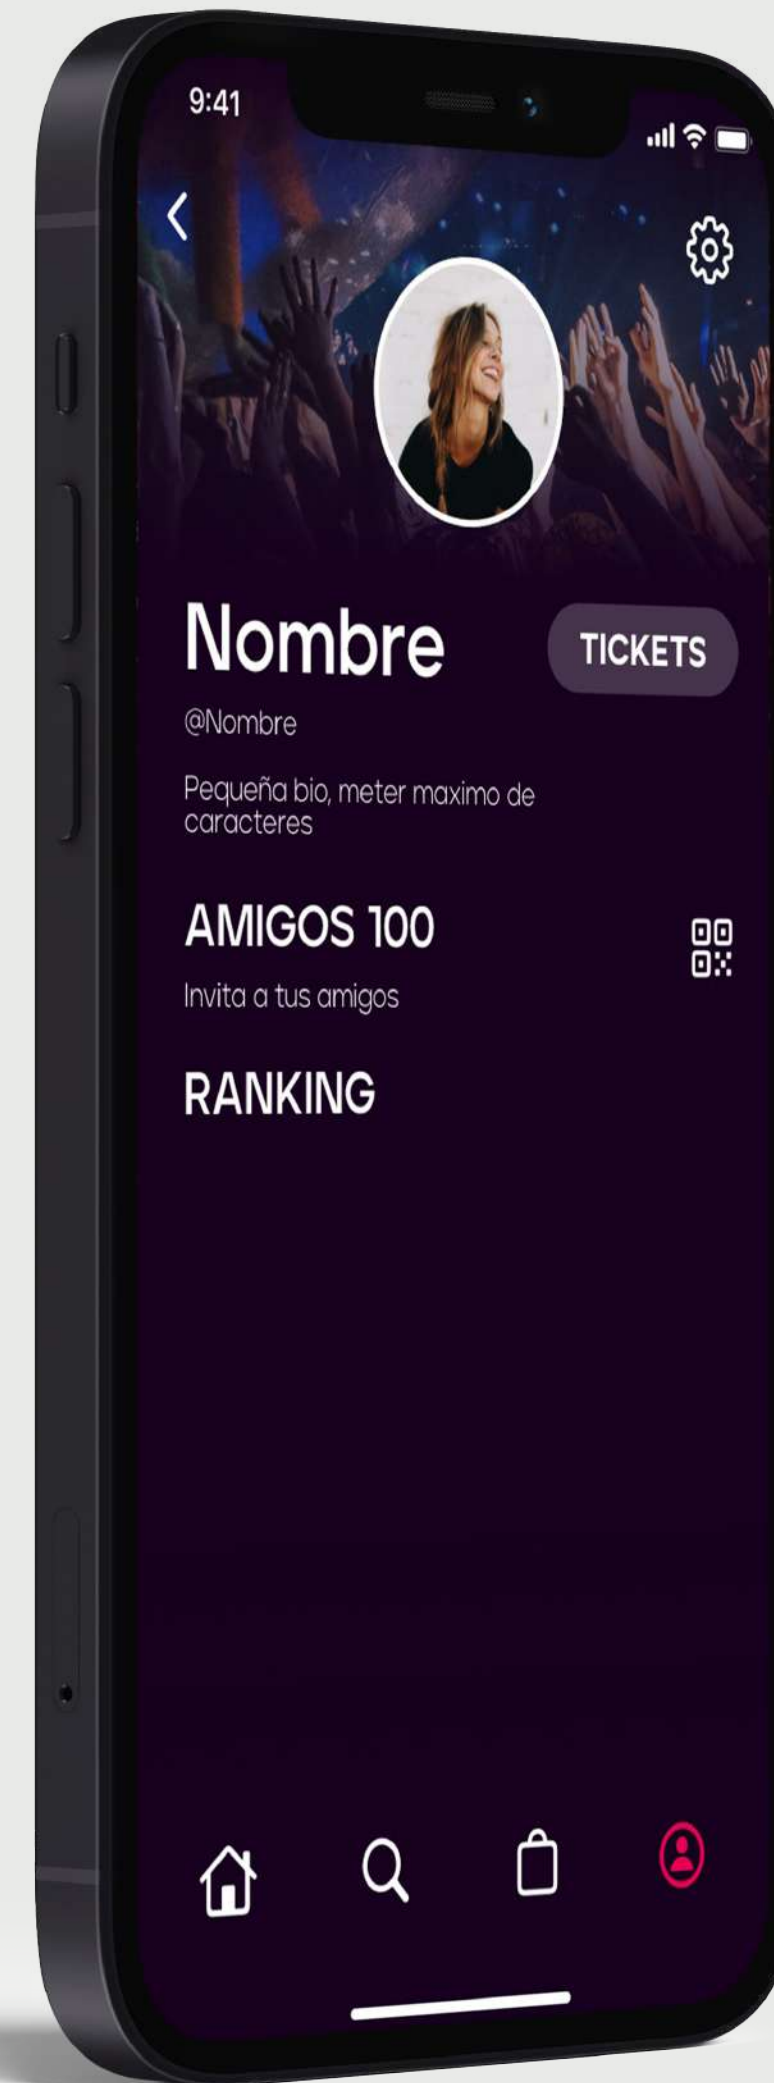 9:41
Nombre
TICKETS
@Nombre
Pequeña bio, meter maximo de
caracteres
AMIGOS 100
Invita a tus amigos
RANKING